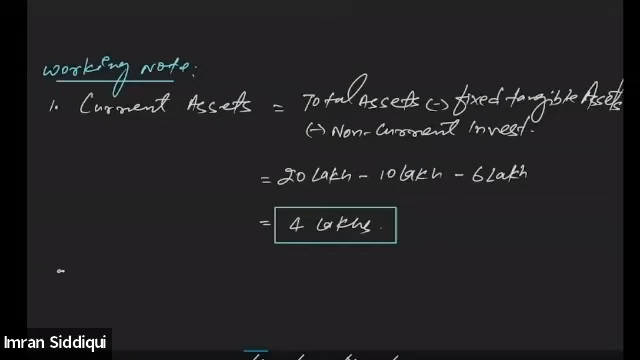 Working Note:
1. Current Assets = Total Assets (-) fixed tangible Assets
(-) Non-Current Invest.
= 20 Lakh - 10 Lakh - 6 Lakh
= 4 Lakhs.
Imran Siddiqui